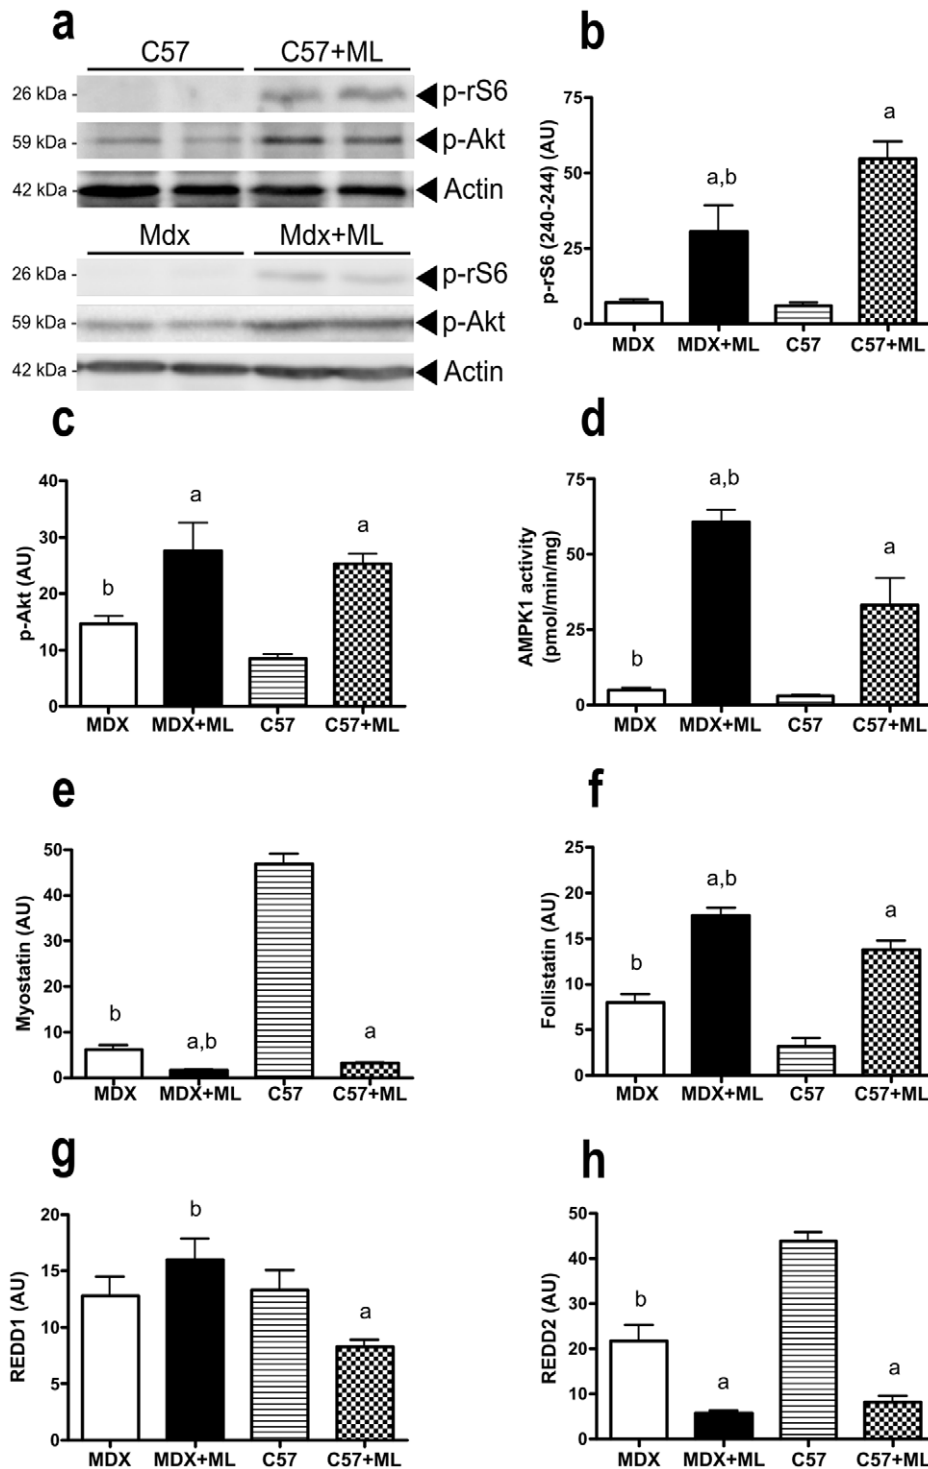 a
C57 C57+ML
26 kDa - p-rS6
59 kDa - p-Akt
42 kDa - Actin
Mdx Mdx+ML
26 kDa - p-rS6
59 kDa - p-Akt
42 kDa - Actin
b
p-rS6 (240-244) (AU)
75
50
25
0
a,b
a
MDX MDX+ML C57 C57+ML
c
p-Akt (AU)
40
30
20
10
0
b
a
a
MDX MDX+ML C57 C57+ML
d
AMPK1 activity
(pmol/min/mg)
75
50
25
0
b
a,b
a
MDX MDX+ML C57 C57+ML
e
Myostatin (AU)
50
40
30
20
10
0
b
a,b
a
MDX MDX+ML C57 C57+ML
f
Follistatin (AU)
25
20
15
10
5
0
b
a,b
a
MDX MDX+ML C57 C57+ML
g
REDD1 (AU)
20
15
10
5
0
b
a
MDX MDX+ML C57 C57+ML
h
REDD2 (AU)
50
40
30
20
10
0
b
a
a
MDX MDX+ML C57 C57+ML